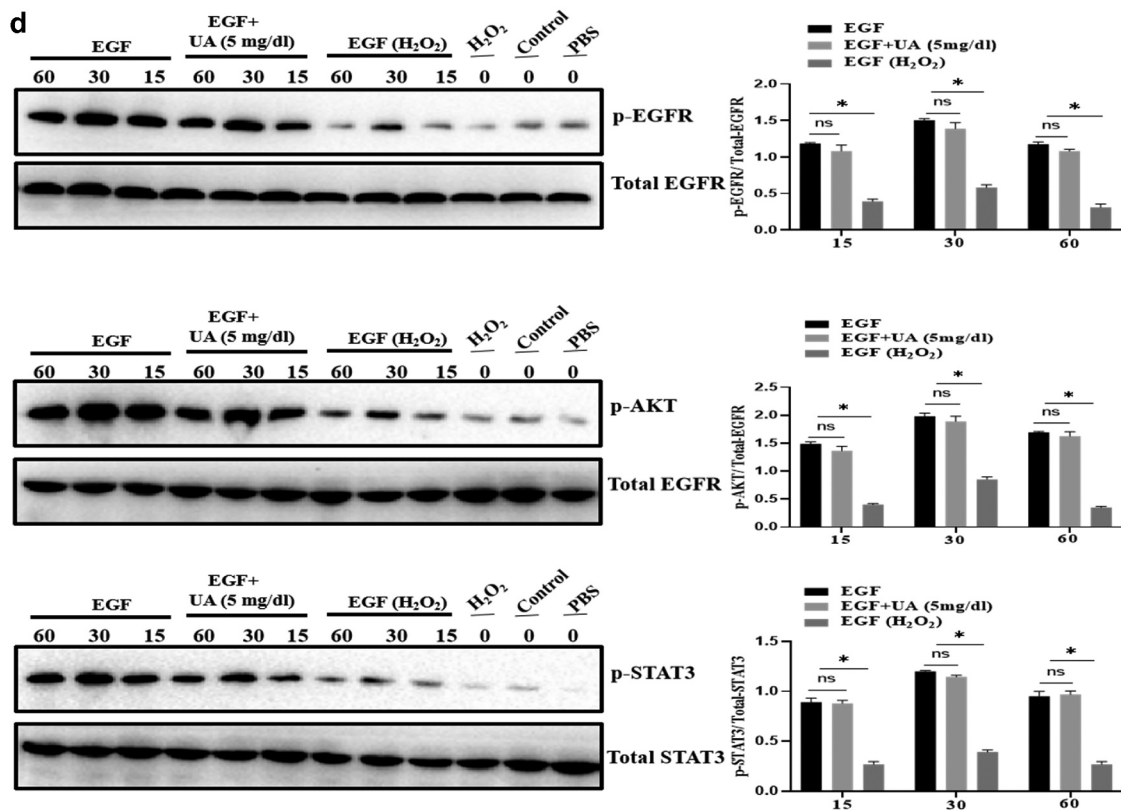 d
EGF
EGF+
UA (5 mg/dl)
EGF (H₂O₂)
H₂O₂
Control
PBS
60 30 15 60 30 15 60 30 15 0 0 0
p-EGFR
Total EGFR
EGF
EGF+UA (5mg/dl)
EGF (H₂O₂)
p-EGFR/Total-EGFR
2.0
1.5
1.0
0.5
0.0
* * *
ns ns ns
15 30 60
EGF
EGF+
UA (5 mg/dl)
EGF (H₂O₂)
H₂O₂
Control
PBS
60 30 15 60 30 15 60 30 15 0 0 0
p-AKT
Total EGFR
EGF
EGF+UA (5mg/dl)
EGF (H₂O₂)
p-AKT/Total-EGFR
2.5
2.0
1.5
1.0
0.5
0.0
* * *
ns ns ns
15 30 60
EGF
EGF+
UA (5 mg/dl)
EGF (H₂O₂)
H₂O₂
Control
PBS
60 30 15 60 30 15 60 30 15 0 0 0
p-STAT3
Total STAT3
EGF
EGF+UA (5mg/dl)
EGF (H₂O₂)
p-STAT3/Total-STAT3
1.5
1.0
0.5
0.0
* * *
ns ns ns
15 30 60